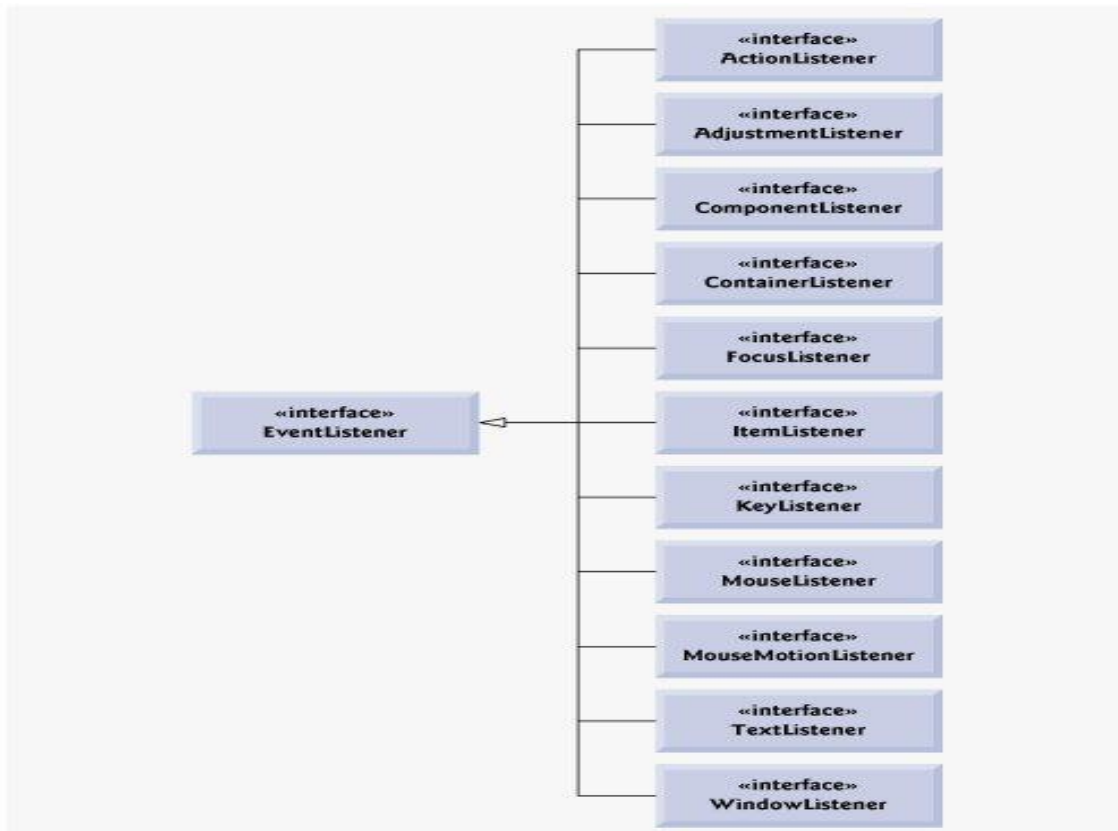 «interface»
ActionListener
«interface»
AdjustmentListener
«interface»
ComponentListener
«interface»
ContainerListener
«interface»
FocusListener
«interface»
EventListener
«interface»
ItemListener
«interface»
KeyListener
«interface»
MouseListener
«interface»
MouseMotionListener
«interface»
TextListener
«interface»
WindowListener